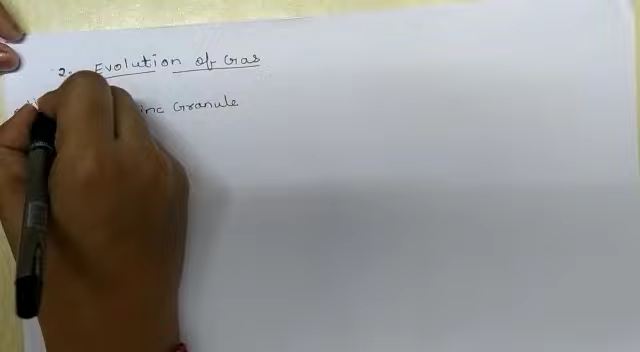 2. Evolution of Gas
Granule